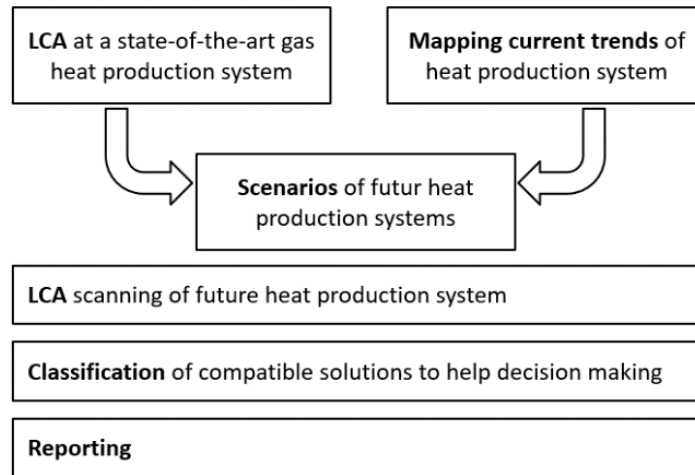 LCA at a state-of-the-art gas
heat production system
Mapping current trends of
heat production system
Scenarios of futur heat
production systems
LCA scanning of future heat production system
Classification of compatible solutions to help decision making
Reporting